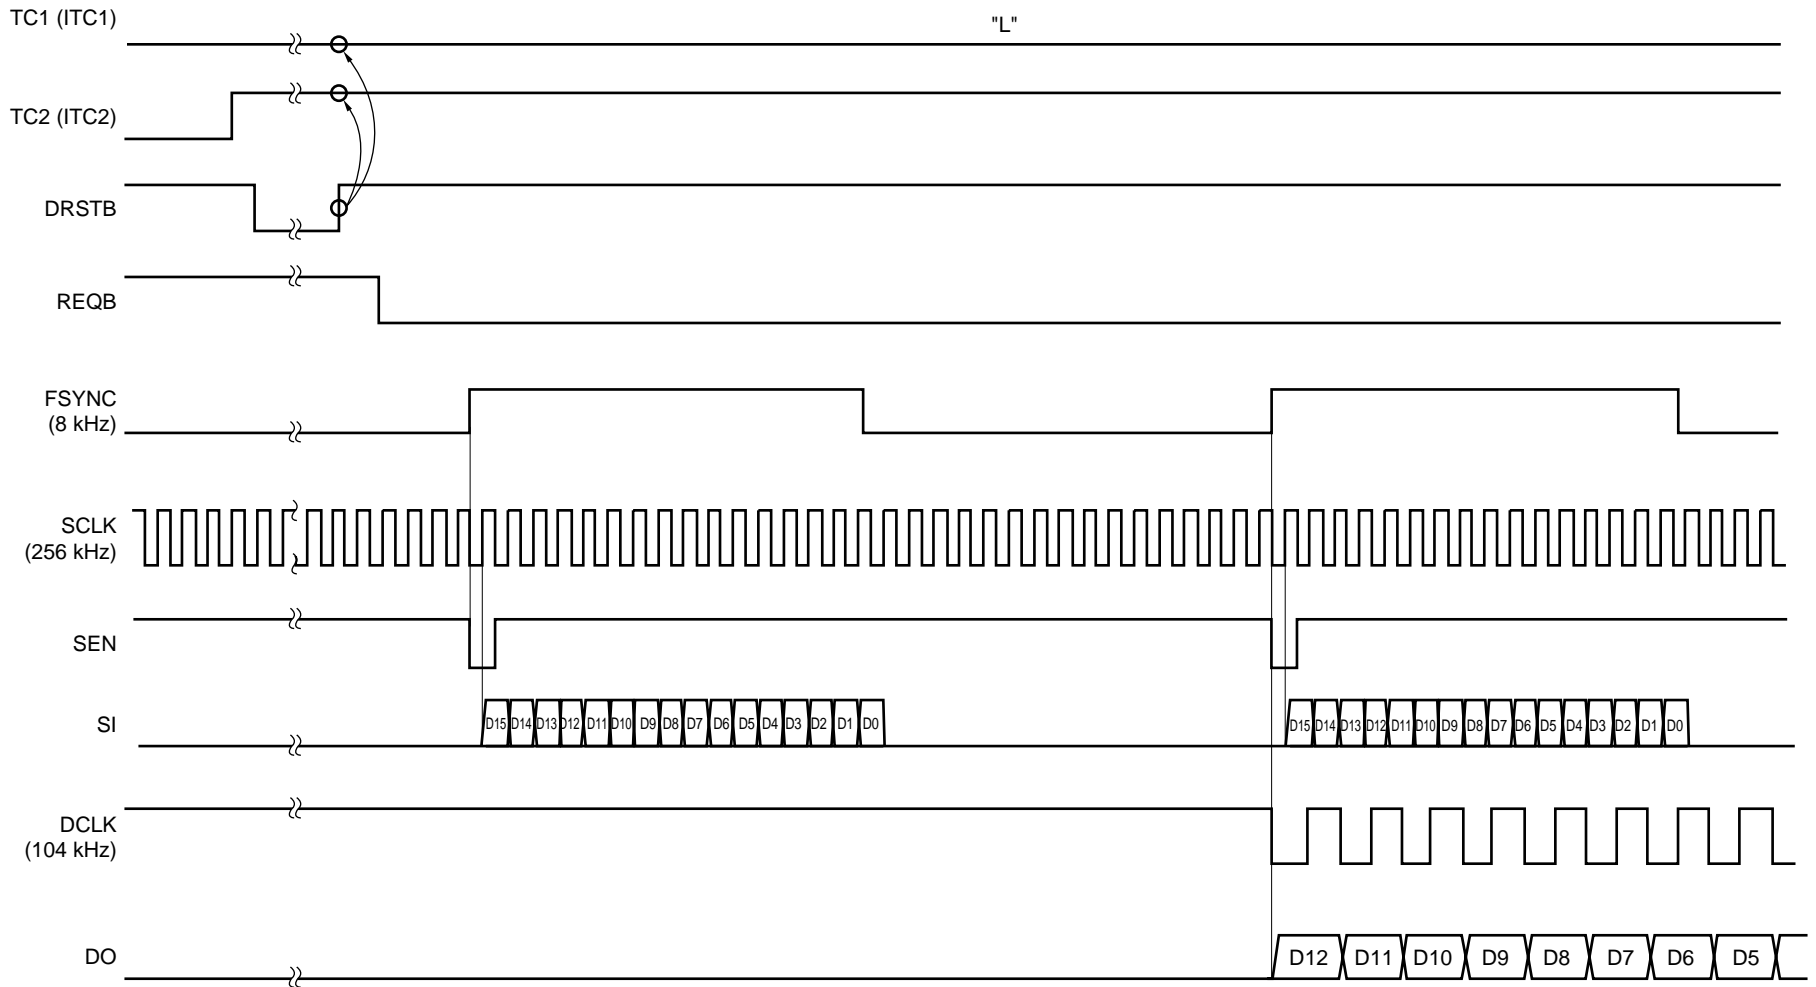 TC1 (ITC1)
"L"
TC2 (ITC2)
DRSTB
REQB
FSYNC
(8 kHz)
SCLK
(256 kHz)
SEN
SI
D15 D14 D13 D12 D11 D10 D9 D8 D7 D6 D5 D4 D3 D2 D1 D0
D15 D14 D13 D12 D11 D10 D9 D8 D7 D6 D5 D4 D3 D2 D1 D0
DCLK
(104 kHz)
DO
D12 D11 D10 D9 D8 D7 D6 D5